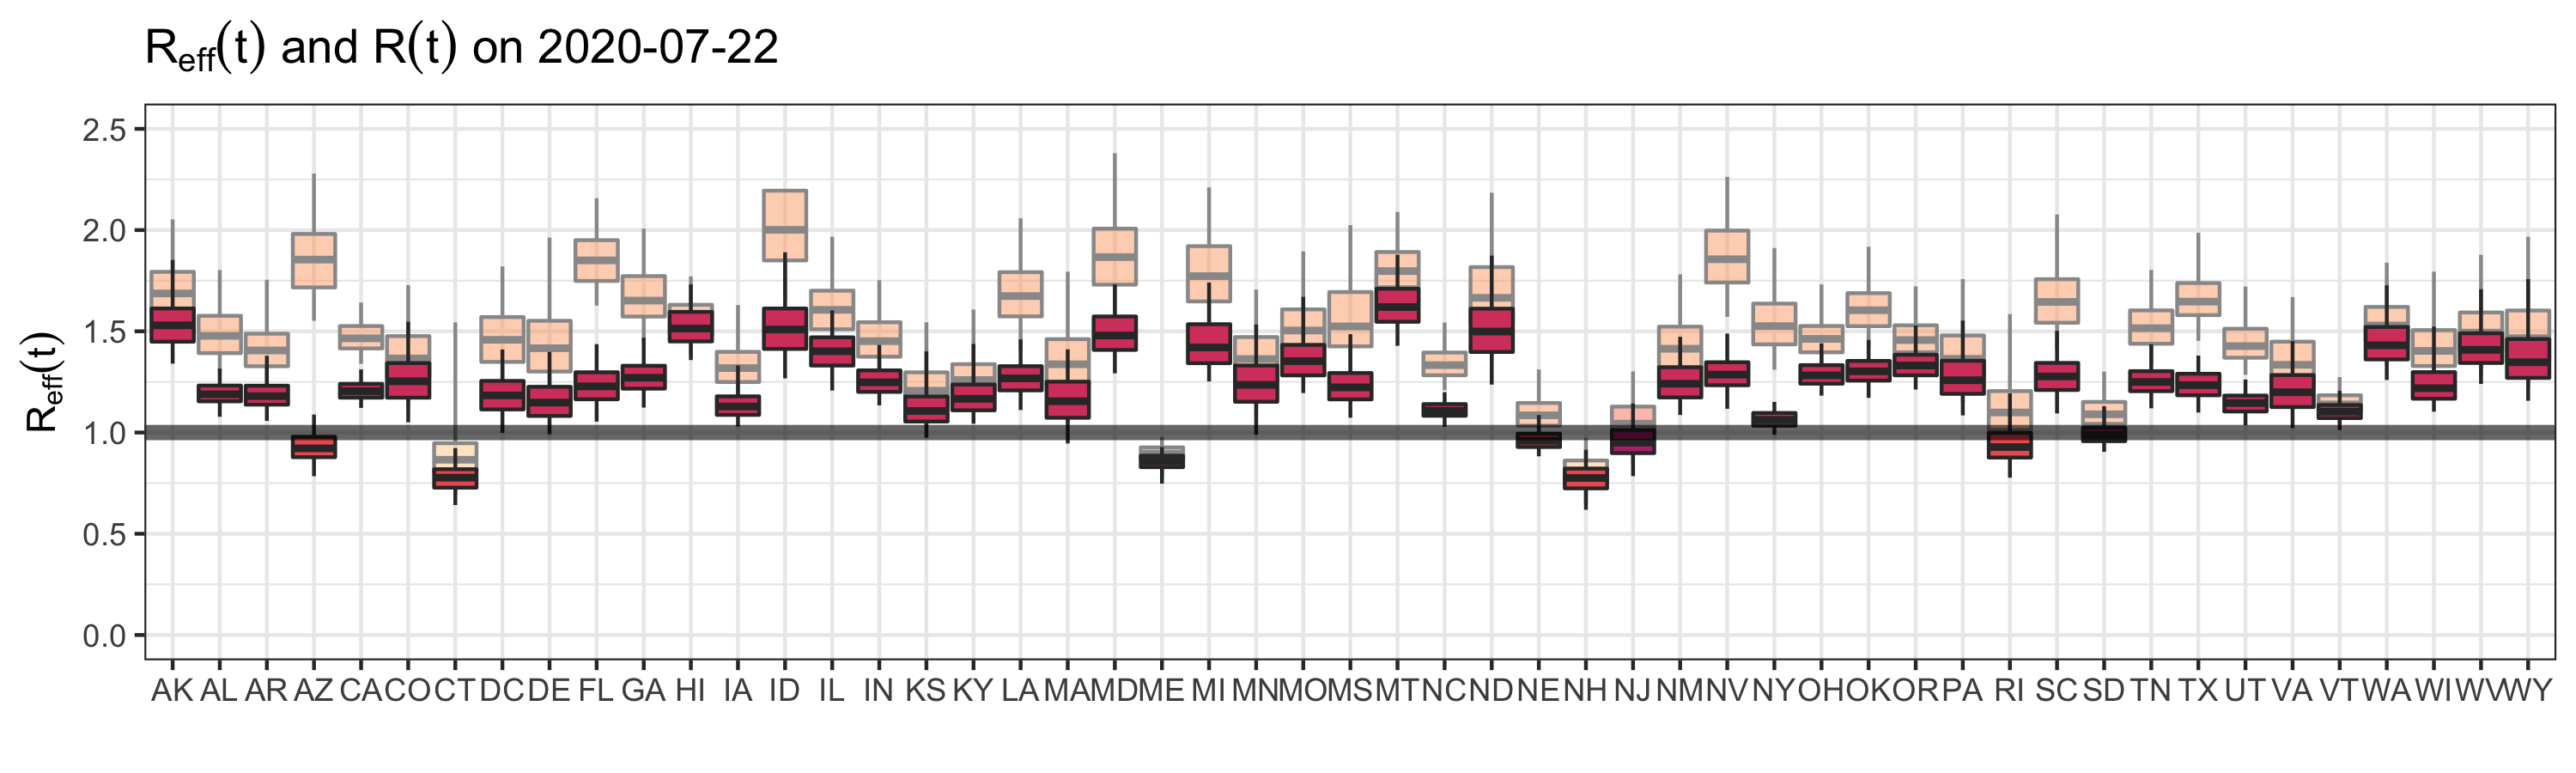 Reff(t) and R(t) on 2020-07-22
Reff(t)
2.5
2.0
1.5
1.0
0.5
0.0
AK AL AR AZ CA CO CT DC DE FL GA HI IA ID IL IN KS KY LA MA MD ME MI MN MO MS MT NC ND NE NH NJ NM NV NY OH OK OR PA RI SC SD TN TX UT VA VT WA WI WV WY